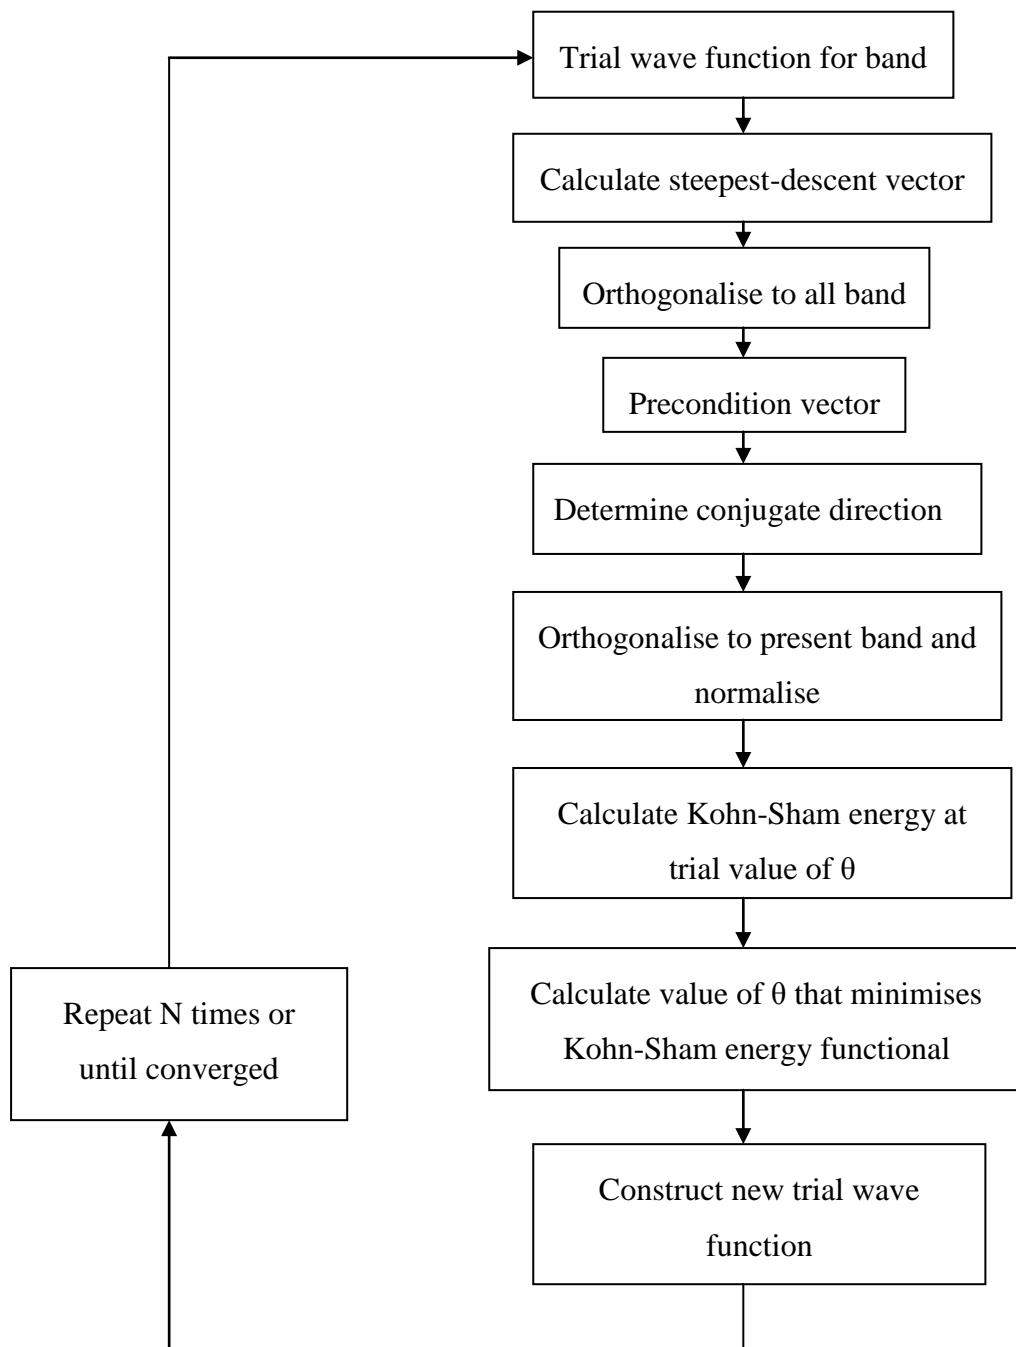 Trial wave function for band
Calculate steepest-descent vector
Orthogonalise to all band
Precondition vector
Determine conjugate direction
Orthogonalise to present band and
normalise
Calculate Kohn-Sham energy at
trial value of θ
Calculate value of θ that minimises
Kohn-Sham energy functional
Construct new trial wave
function
Repeat N times or
until converged